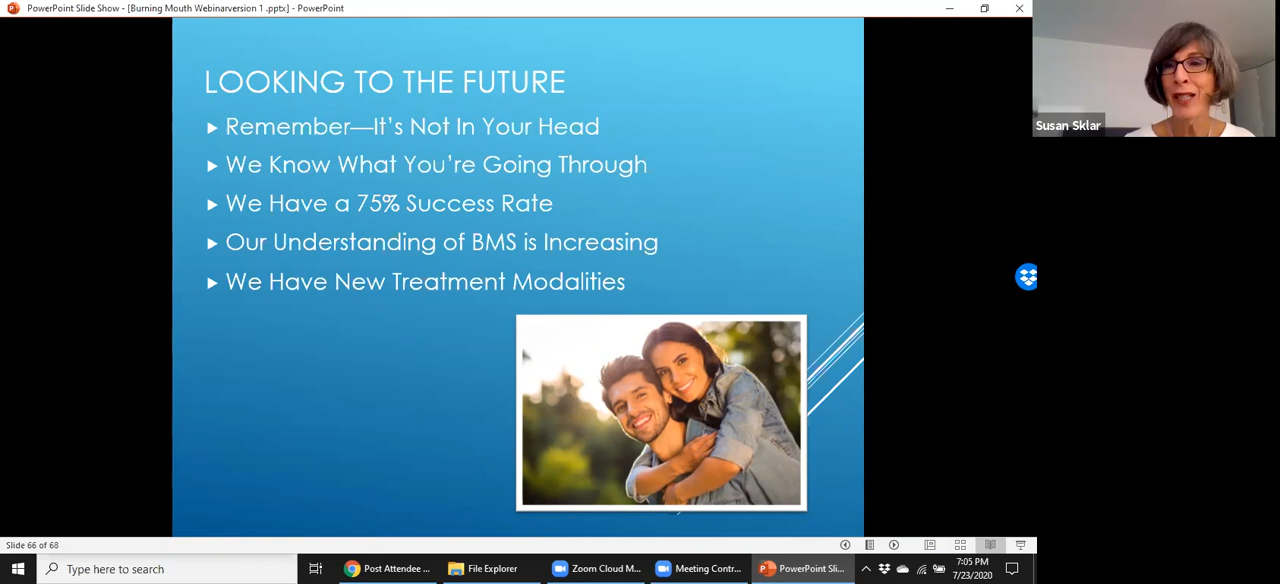 PowerPoint Slide Show - [Burning Mouth Webinarversion 1 .pptx] - PowerPoint
LOOKING TO THE FUTURE
Remember—It's Not In Your Head
We Know What You're Going Through
We Have a 75% Success Rate
Our Understanding of BMS is Increasing
We Have New Treatment Modalities
Susan Sklar
Slide 66 of 68
Type here to search
Post Attendee ...
File Explorer
Zoom Cloud M...
Meeting Contr...
PowerPoint Sli...
7:05 PM
7/23/2020